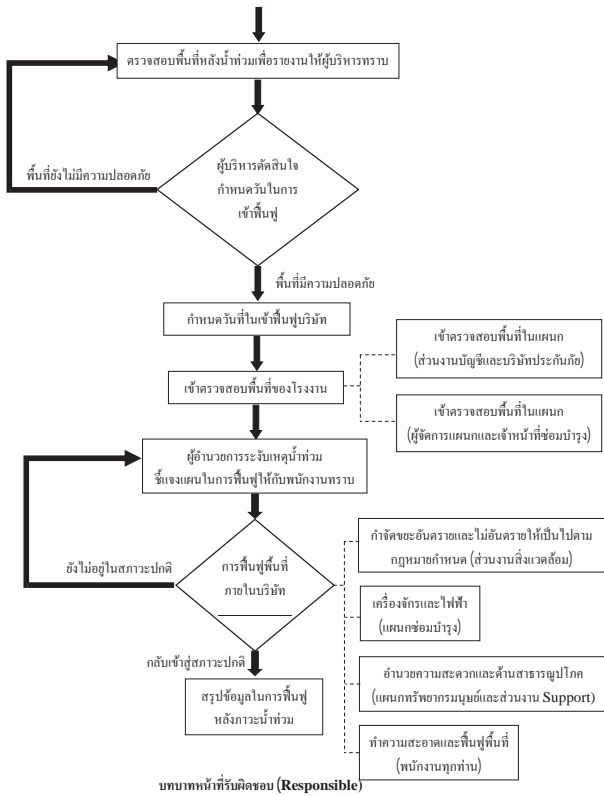 ตรวจสอบพื้นที่หลังน้ำท่วมเพื่อรายงานให้ผู้บริหารทราบ
ผู้บริหารตัดสินใจ
กำหนดวันในการ
เข้าฟื้นฟู
พื้นที่ยังไม่มีความปลอดภัย
พื้นที่มีความปลอดภัย
กำหนดวันที่ในเข้าฟื้นฟูบริษัท
เข้าตรวจสอบพื้นที่ของโรงงาน
เข้าตรวจสอบพื้นที่ในแผนก
(ส่วนงานบัญชีและบริษัทประกันภัย)
เข้าตรวจสอบพื้นที่ในแผนก
(ผู้จัดการแผนกและเจ้าหน้าที่ซ่อมบำรุง)
ผู้อำนวยการระงับเหตุน้ำท่วม
ชี้แจงแผนในการฟื้นฟูให้กับพนักงานทราบ
ยังไม่อยู่ในสภาวะปกติ
การฟื้นฟูพื้นที่
ภายในบริษัท
กำจัดขยะอันตรายและไม่อันตรายให้เป็นไปตาม
กฎหมายกำหนด (ส่วนงานสิ่งแวดล้อม)
เครื่องจักรและไฟฟ้า
(แผนกซ่อมบำรุง)
อำนวยความสะดวกและด้านสาธารณูปโภค
(แผนกทรัพยากรมนุษย์และส่วนงาน Support)
ทำความสะอาดและฟื้นฟูพื้นที่
(พนักงานทุกท่าน)
กลับเข้าสู่สภาวะปกติ
สรุปข้อมูลในการฟื้นฟู
หลังภาวะน้ำท่วม
บทบาทหน้าที่รับผิดชอบ (Responsible)